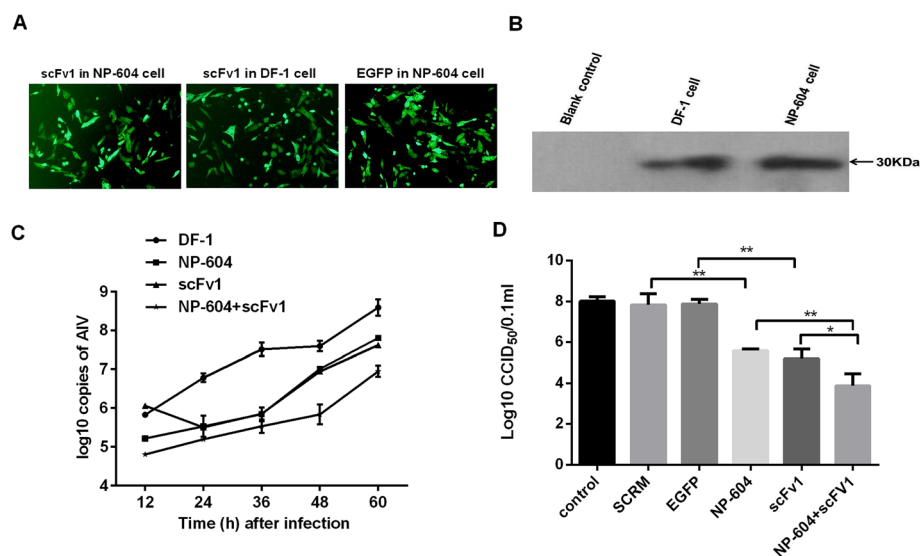 A
scFv1 in NP-604 cell
scFv1 in DF-1 cell
EGFP in NP-604 cell
B
Blank control
DF-1 cell
NP-604 cell
30KDa
C
DF-1
NP-604
scFv1
NP-604+scFv1
log10 copies of AIV
9
8
7
6
5
4
12
24
36
48
60
Time (h) after infection
D
Log10 CCID50/0.1ml
10
8
6
4
2
0
**
**
**
*
control
SCRM
EGFP
NP-604
scFv1
NP-604+scFV1